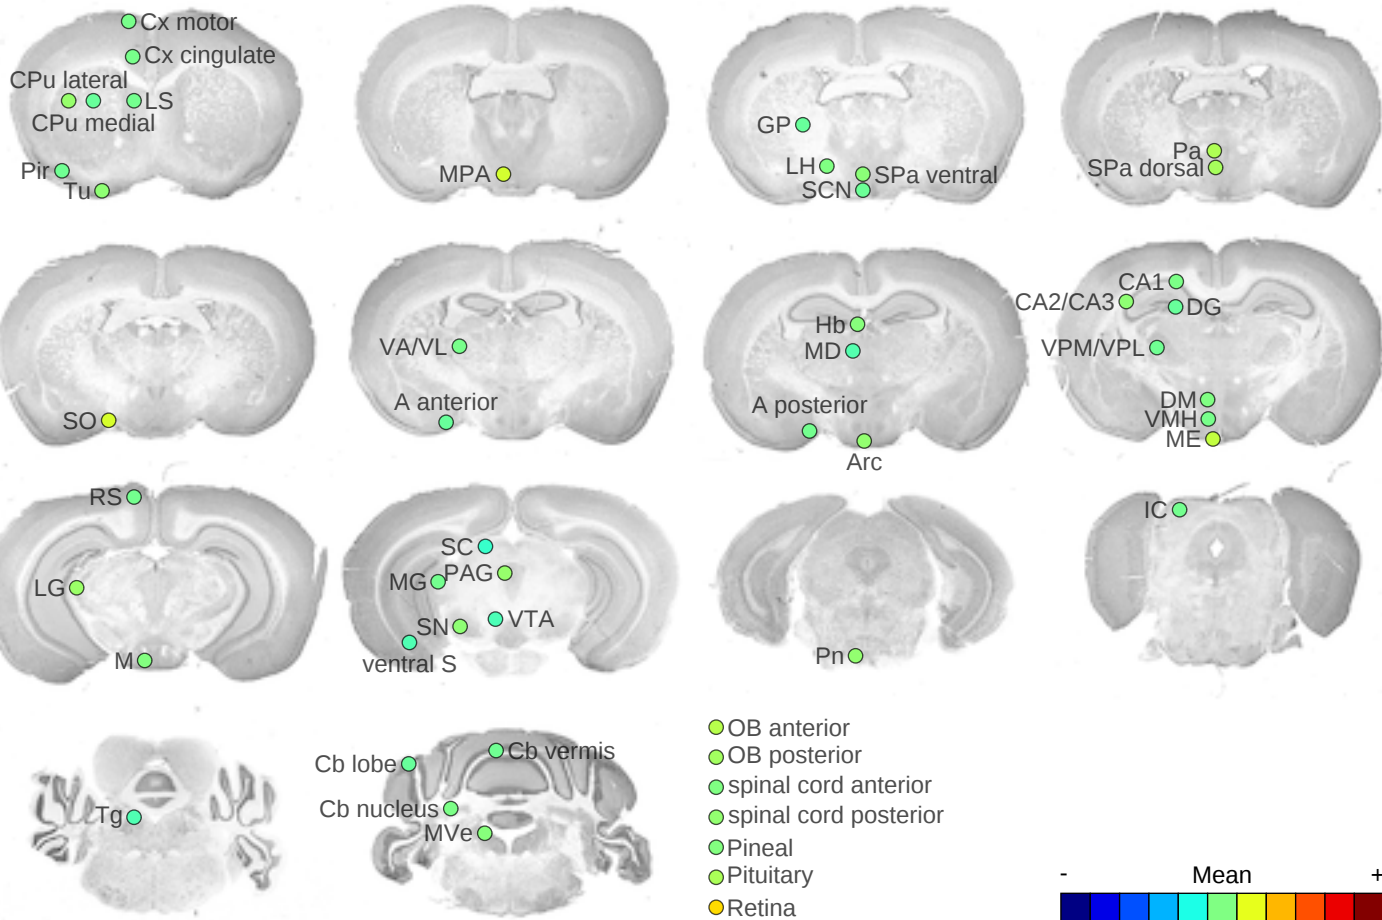 Cx motor
Cx cingulate
CPu lateral
LS
CPu medial
Pir
Tu
MPA
GP
LH
SPa ventral
SCN
Pa
SPa dorsal
SO
VA/VL
A anterior
Hb
MD
A posterior
Arc
CA1
CA2/CA3
DG
VPM/VPL
DM
VMH
ME
RS
LG
M
SC
PAG
MG
VTA
SN
ventral S
Pn
IC
Tg
Cb vermis
Cb lobe
Cb nucleus
MVe
OB anterior
OB posterior
spinal cord anterior
spinal cord posterior
Pineal
Pituitary
Retina
- Mean +